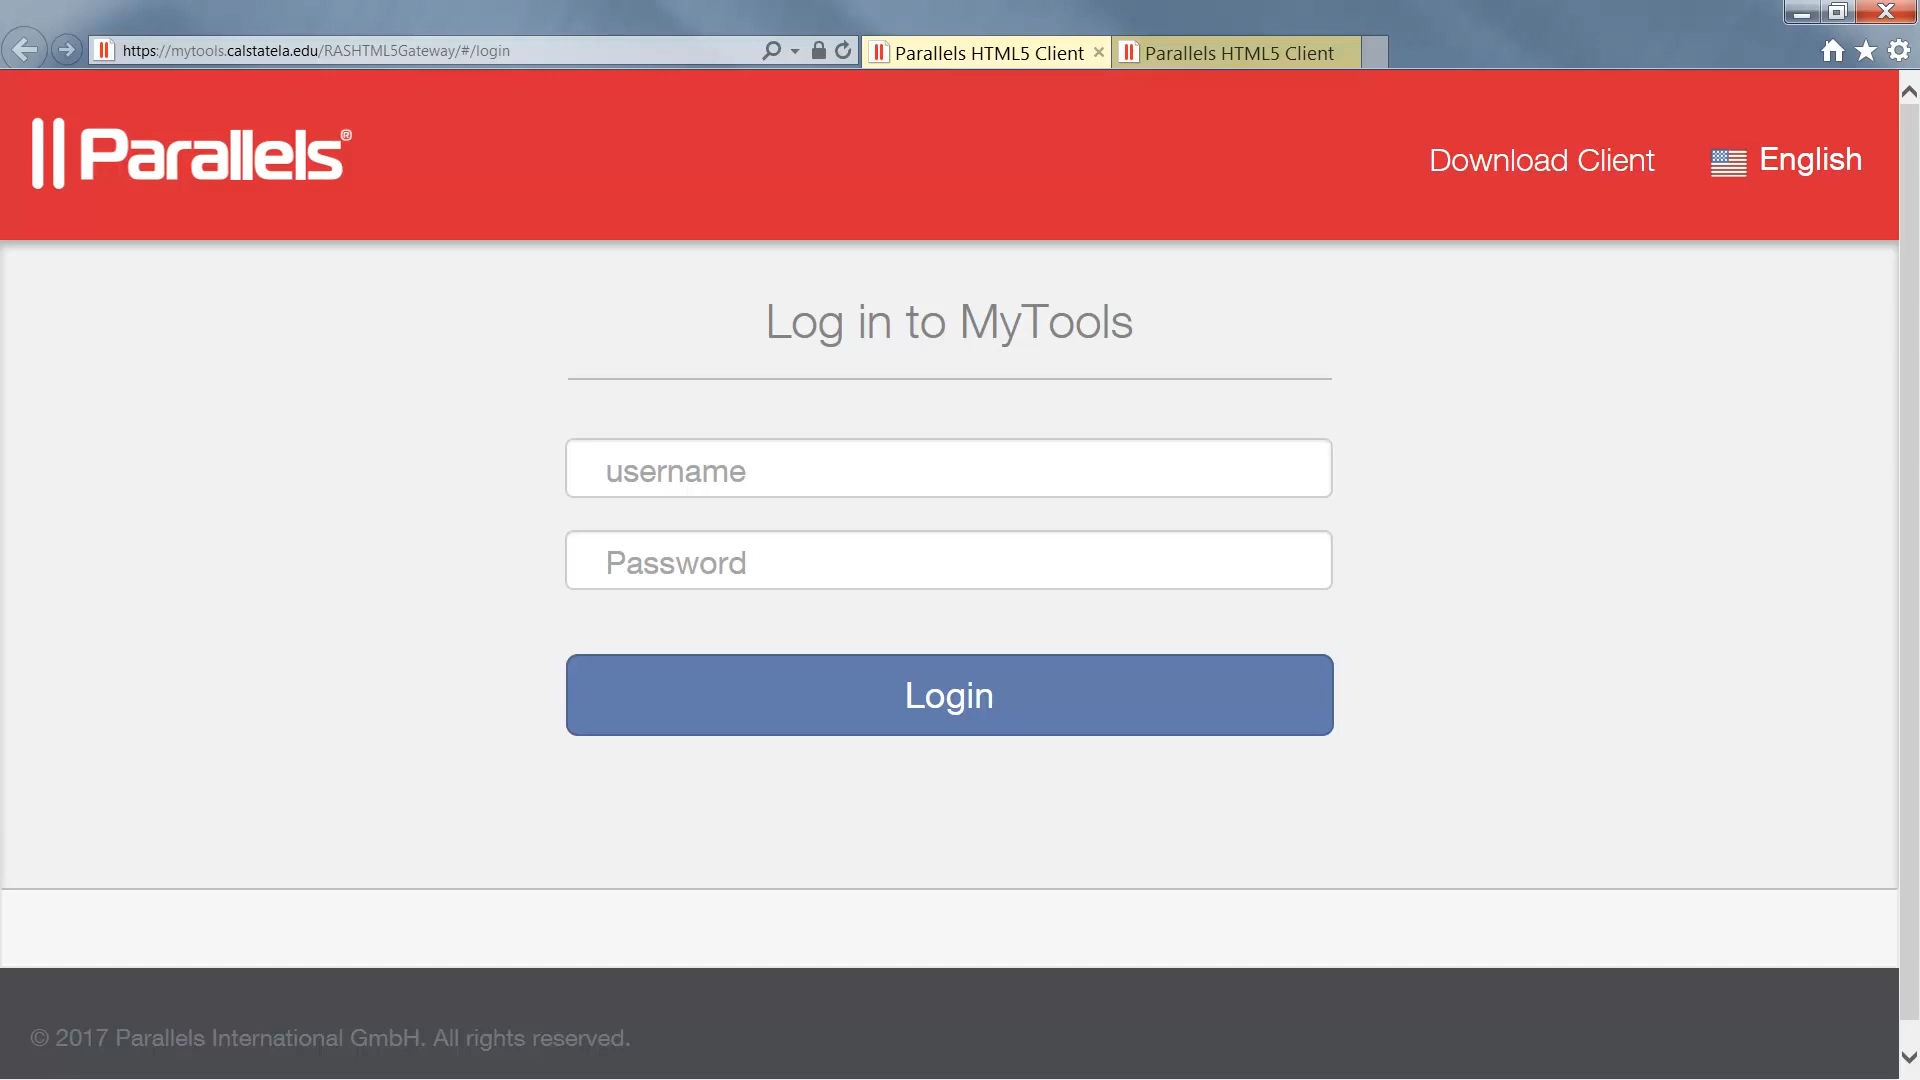 https://mytools.calstatela.edu/RASHTML5Gateway/#/login
Parallels HTML5 Client
Parallels HTML5 Client
Parallels®
Download Client
English
Log in to MyTools
username
Password
Login
© 2017 Parallels International GmbH. All rights reserved.